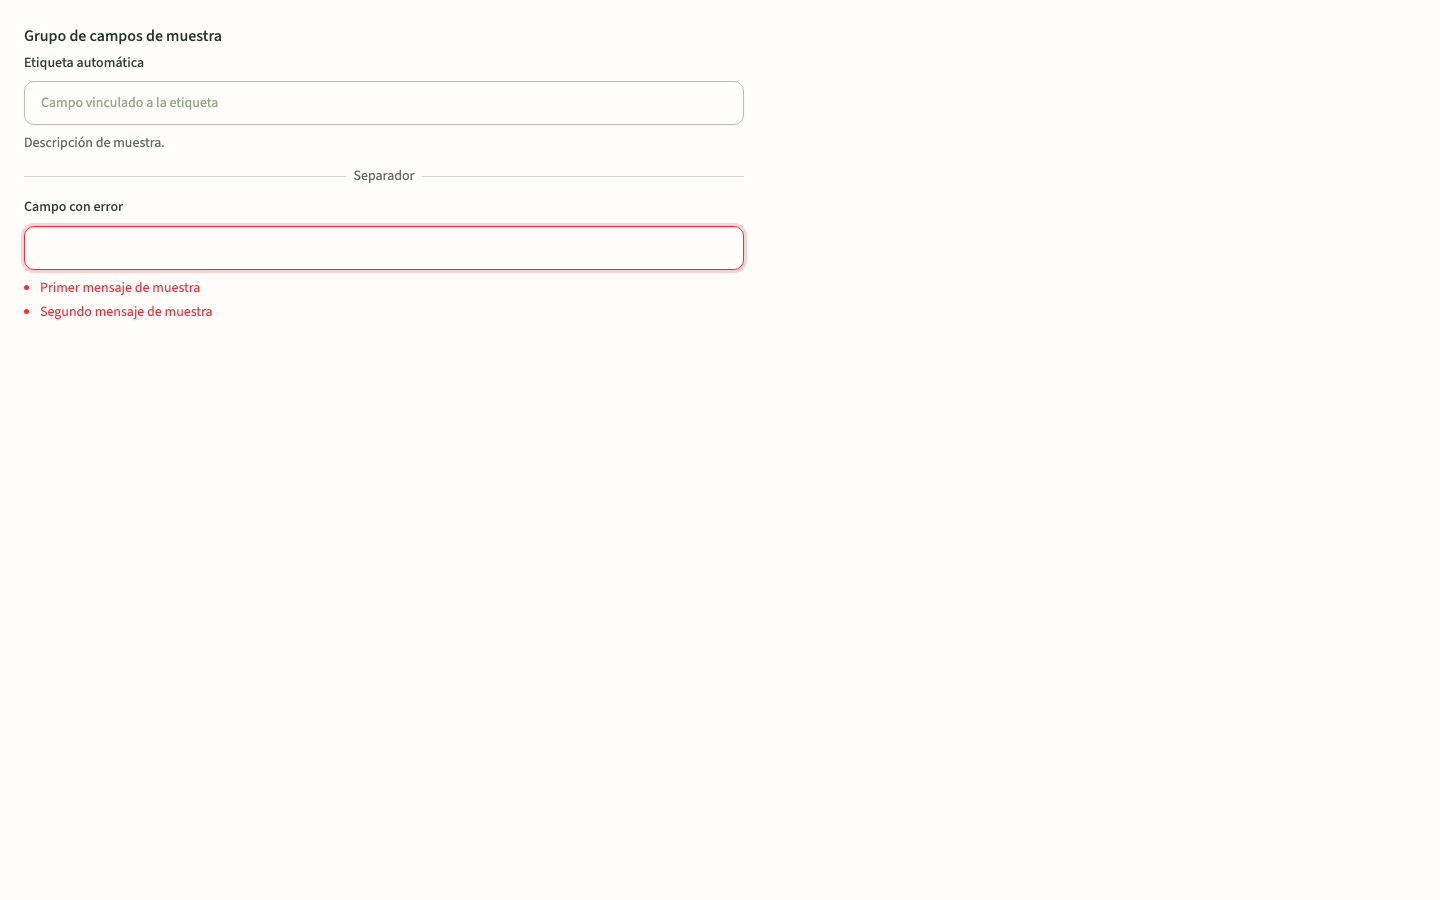 Grupo de campos de muestra
Etiqueta automática
Campo vinculado a la etiqueta
Descripción de muestra.
Separador
Campo con error
Primer mensaje de muestra
Segundo mensaje de muestra